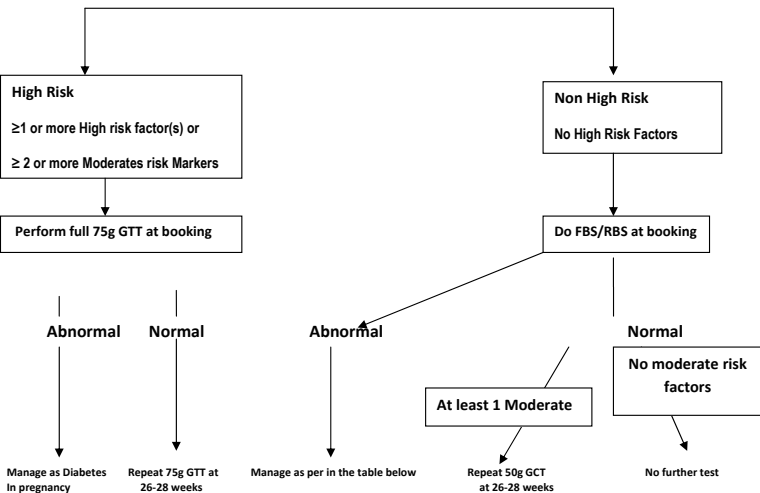 High Risk
≥1 or more High risk factor(s) or
≥ 2 or more Moderates risk Markers
Non High Risk
No High Risk Factors
Perform full 75g GTT at booking
Do FBS/RBS at booking
Abnormal
Normal
Abnormal
Normal
No moderate risk
factors
At least 1 Moderate
Manage as Diabetes
In pregnancy
Repeat 75g GTT at
26-28 weeks
Manage as per in the table below
Repeat 50g GCT
at 26-28 weeks
No further test